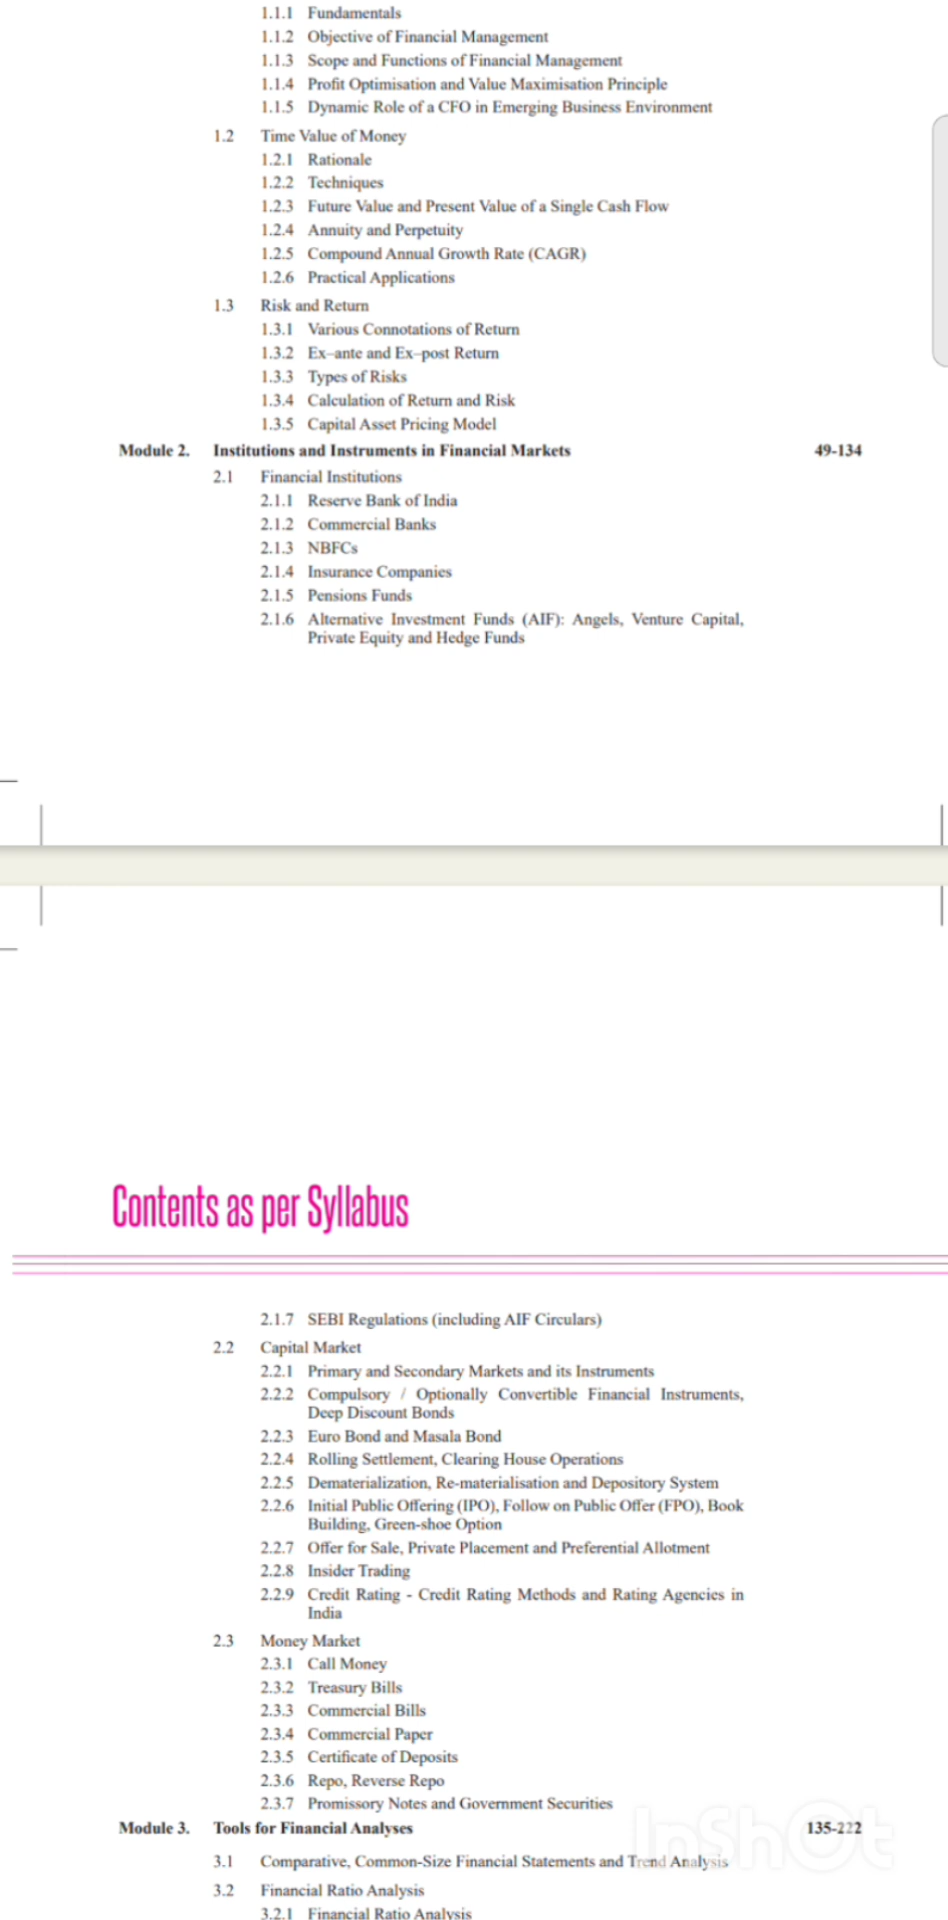 1.1.1 Fundamentals
1.1.2 Objective of Financial Management
1.1.3 Scope and Functions of Financial Management
1.1.4 Profit Optimisation and Value Maximisation Principle
1.1.5 Dynamic Role of a CFO in Emerging Business Environment
1.2 Time Value of Money
1.2.1 Rationale
1.2.2 Techniques
1.2.3 Future Value and Present Value of a Single Cash Flow
1.2.4 Annuity and Perpetuity
1.2.5 Compound Annual Growth Rate (CAGR)
1.2.6 Practical Applications
1.3 Risk and Return
1.3.1 Various Connotations of Return
1.3.2 Ex–ante and Ex–post Return
1.3.3 Types of Risks
1.3.4 Calculation of Return and Risk
1.3.5 Capital Asset Pricing Model
Module 2. Institutions and Instruments in Financial Markets 49-134
2.1 Financial Institutions
2.1.1 Reserve Bank of India
2.1.2 Commercial Banks
2.1.3 NBFCs
2.1.4 Insurance Companies
2.1.5 Pensions Funds
2.1.6 Alternative Investment Funds (AIF): Angels, Venture Capital,
Private Equity and Hedge Funds
Contents as per Syllabus
2.1.7 SEBI Regulations (including AIF Circulars)
2.2 Capital Market
2.2.1 Primary and Secondary Markets and its Instruments
2.2.2 Compulsory / Optionally Convertible Financial Instruments,
Deep Discount Bonds
2.2.3 Euro Bond and Masala Bond
2.2.4 Rolling Settlement, Clearing House Operations
2.2.5 Dematerialization, Re-materialisation and Depository System
2.2.6 Initial Public Offering (IPO), Follow on Public Offer (FPO), Book
Building, Green-shoe Option
2.2.7 Offer for Sale, Private Placement and Preferential Allotment
2.2.8 Insider Trading
2.2.9 Credit Rating - Credit Rating Methods and Rating Agencies in
India
2.3 Money Market
2.3.1 Call Money
2.3.2 Treasury Bills
2.3.3 Commercial Bills
2.3.4 Commercial Paper
2.3.5 Certificate of Deposits
2.3.6 Repo, Reverse Repo
2.3.7 Promissory Notes and Government Securities
Module 3. Tools for Financial Analyses 135-222
InShOt
3.1 Comparative, Common-Size Financial Statements and Trend Analysis
3.2 Financial Ratio Analysis
3.2.1 Financial Ratio Analysis